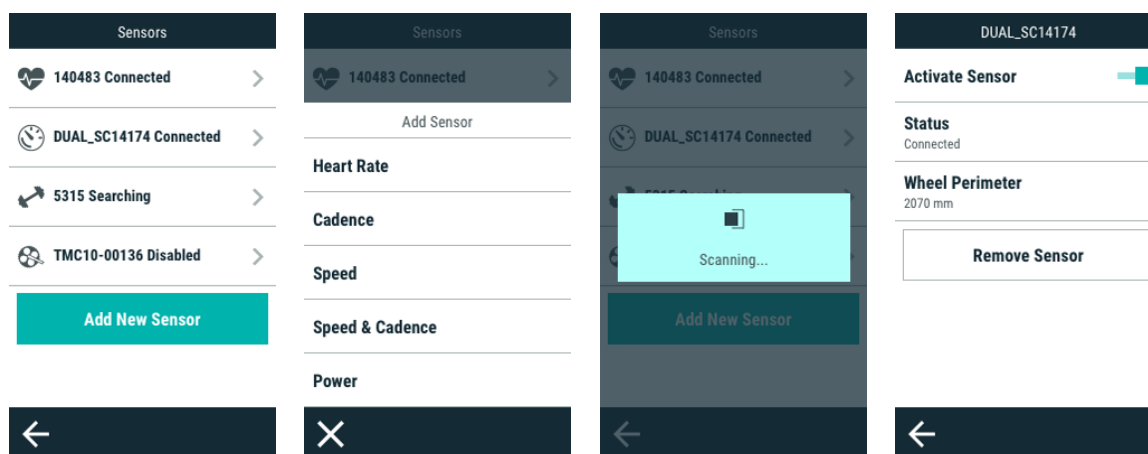 Sensors
140483 Connected
DUAL_SC14174 Connected
5315 Searching
TMC10-00136 Disabled
Add New Sensor
Sensors
140483 Connected
Add Sensor
Heart Rate
Cadence
Speed
Speed & Cadence
Power
Sensors
140483 Connected
DUAL_SC14174 Connected
5315 Searching
Scanning...
Add New Sensor
DUAL_SC14174
Activate Sensor
Status
Connected
Wheel Perimeter
2070 mm
Remove Sensor